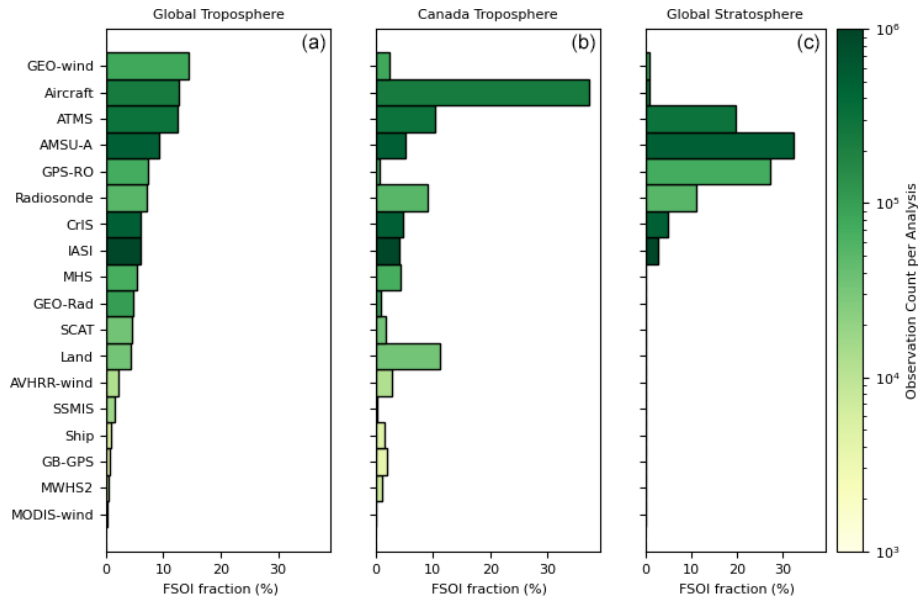 Global Troposphere
Canada Troposphere
Global Stratosphere
(a)
(b)
(c)
GEO-wind
Aircraft
ATMS
AMSU-A
GPS-RO
Radiosonde
CrIS
IASI
MHS
GEO-Rad
SCAT
Land
AVHRR-wind
SSMIS
Ship
GB-GPS
MWHS2
MODIS-wind
0 10 20 30
FSOI fraction (%)
0 10 20 30
FSOI fraction (%)
0 10 20 30
FSOI fraction (%)
10⁶
10⁵
10⁴
10³
Observation Count per Analysis